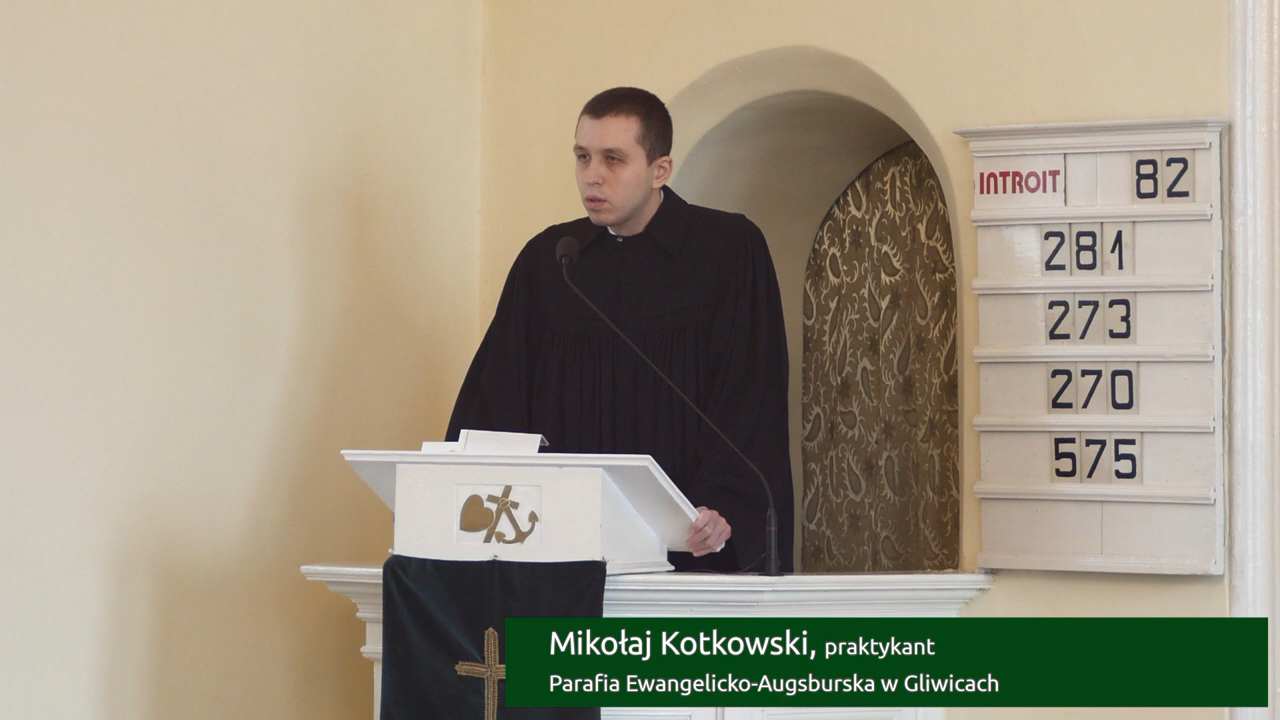 INTROIT 82
281
273
270
575
Mikołaj Kotkowski, praktykant
Parafia Ewangelicko-Augsburska w Gliwicach